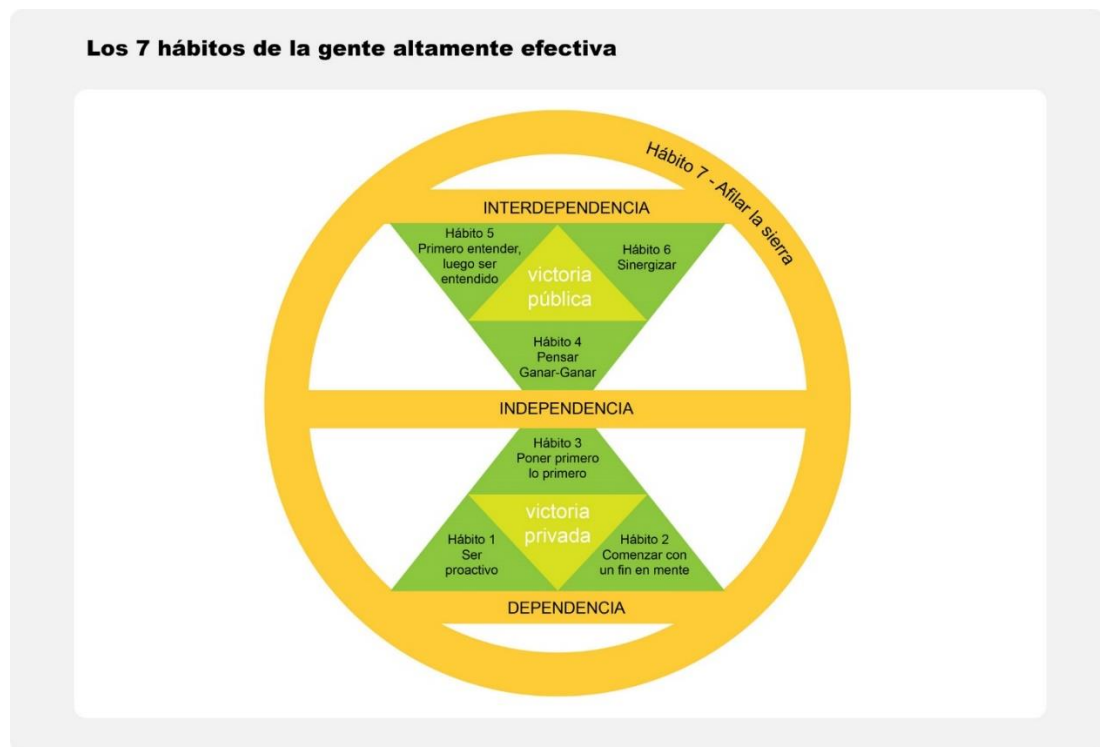 Los 7 hábitos de la gente altamente efectiva
Hábito 7 - Afilar la sierra
INTERDEPENDENCIA
Hábito 5
Primero entender,
luego ser
entendido
victoria
pública
Hábito 6
Sinergizar
Hábito 4
Pensar
Ganar-Ganar
INDEPENDENCIA
Hábito 3
Poner primero
lo primero
victoria
privada
Hábito 1
Ser
proactivo
Hábito 2
Comenzar con
un fin en mente
DEPENDENCIA